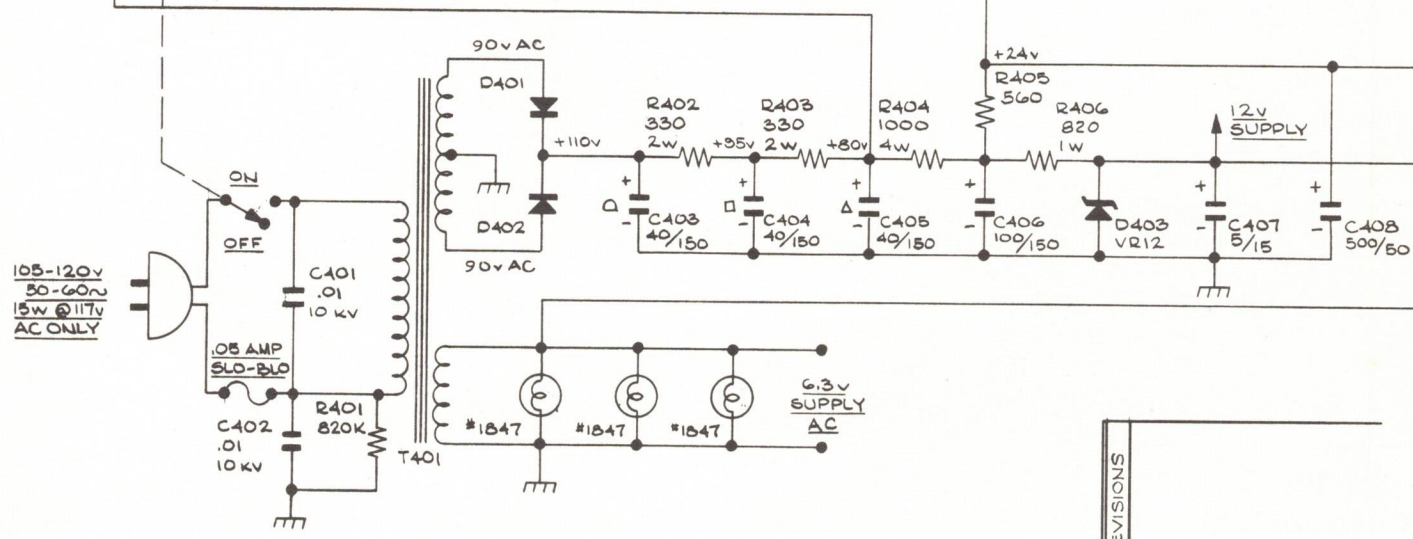 90V AC
D401
D402
90V AC
+110V
R402
330
2W
+95V
R403
330
2W
+80V
R404
1000
4W
+24V
R405
560
R406
820
1W
12V
SUPPLY
+
-
C403
40/150
+
-
C404
40/150
+
-
C405
40/150
+
-
C406
100/150
D403
VR12
+
-
C407
5/15
+
-
C408
500/50
ON
OFF
105-120V
50-60~
15W @ 117V
AC ONLY
.05 AMP
SLO-BLO
C401
.01
10 KV
C402
.01
10 KV
R401
820K
T401
#1847
#1847
#1847
6.3V
SUPPLY
AC
EVISIONS